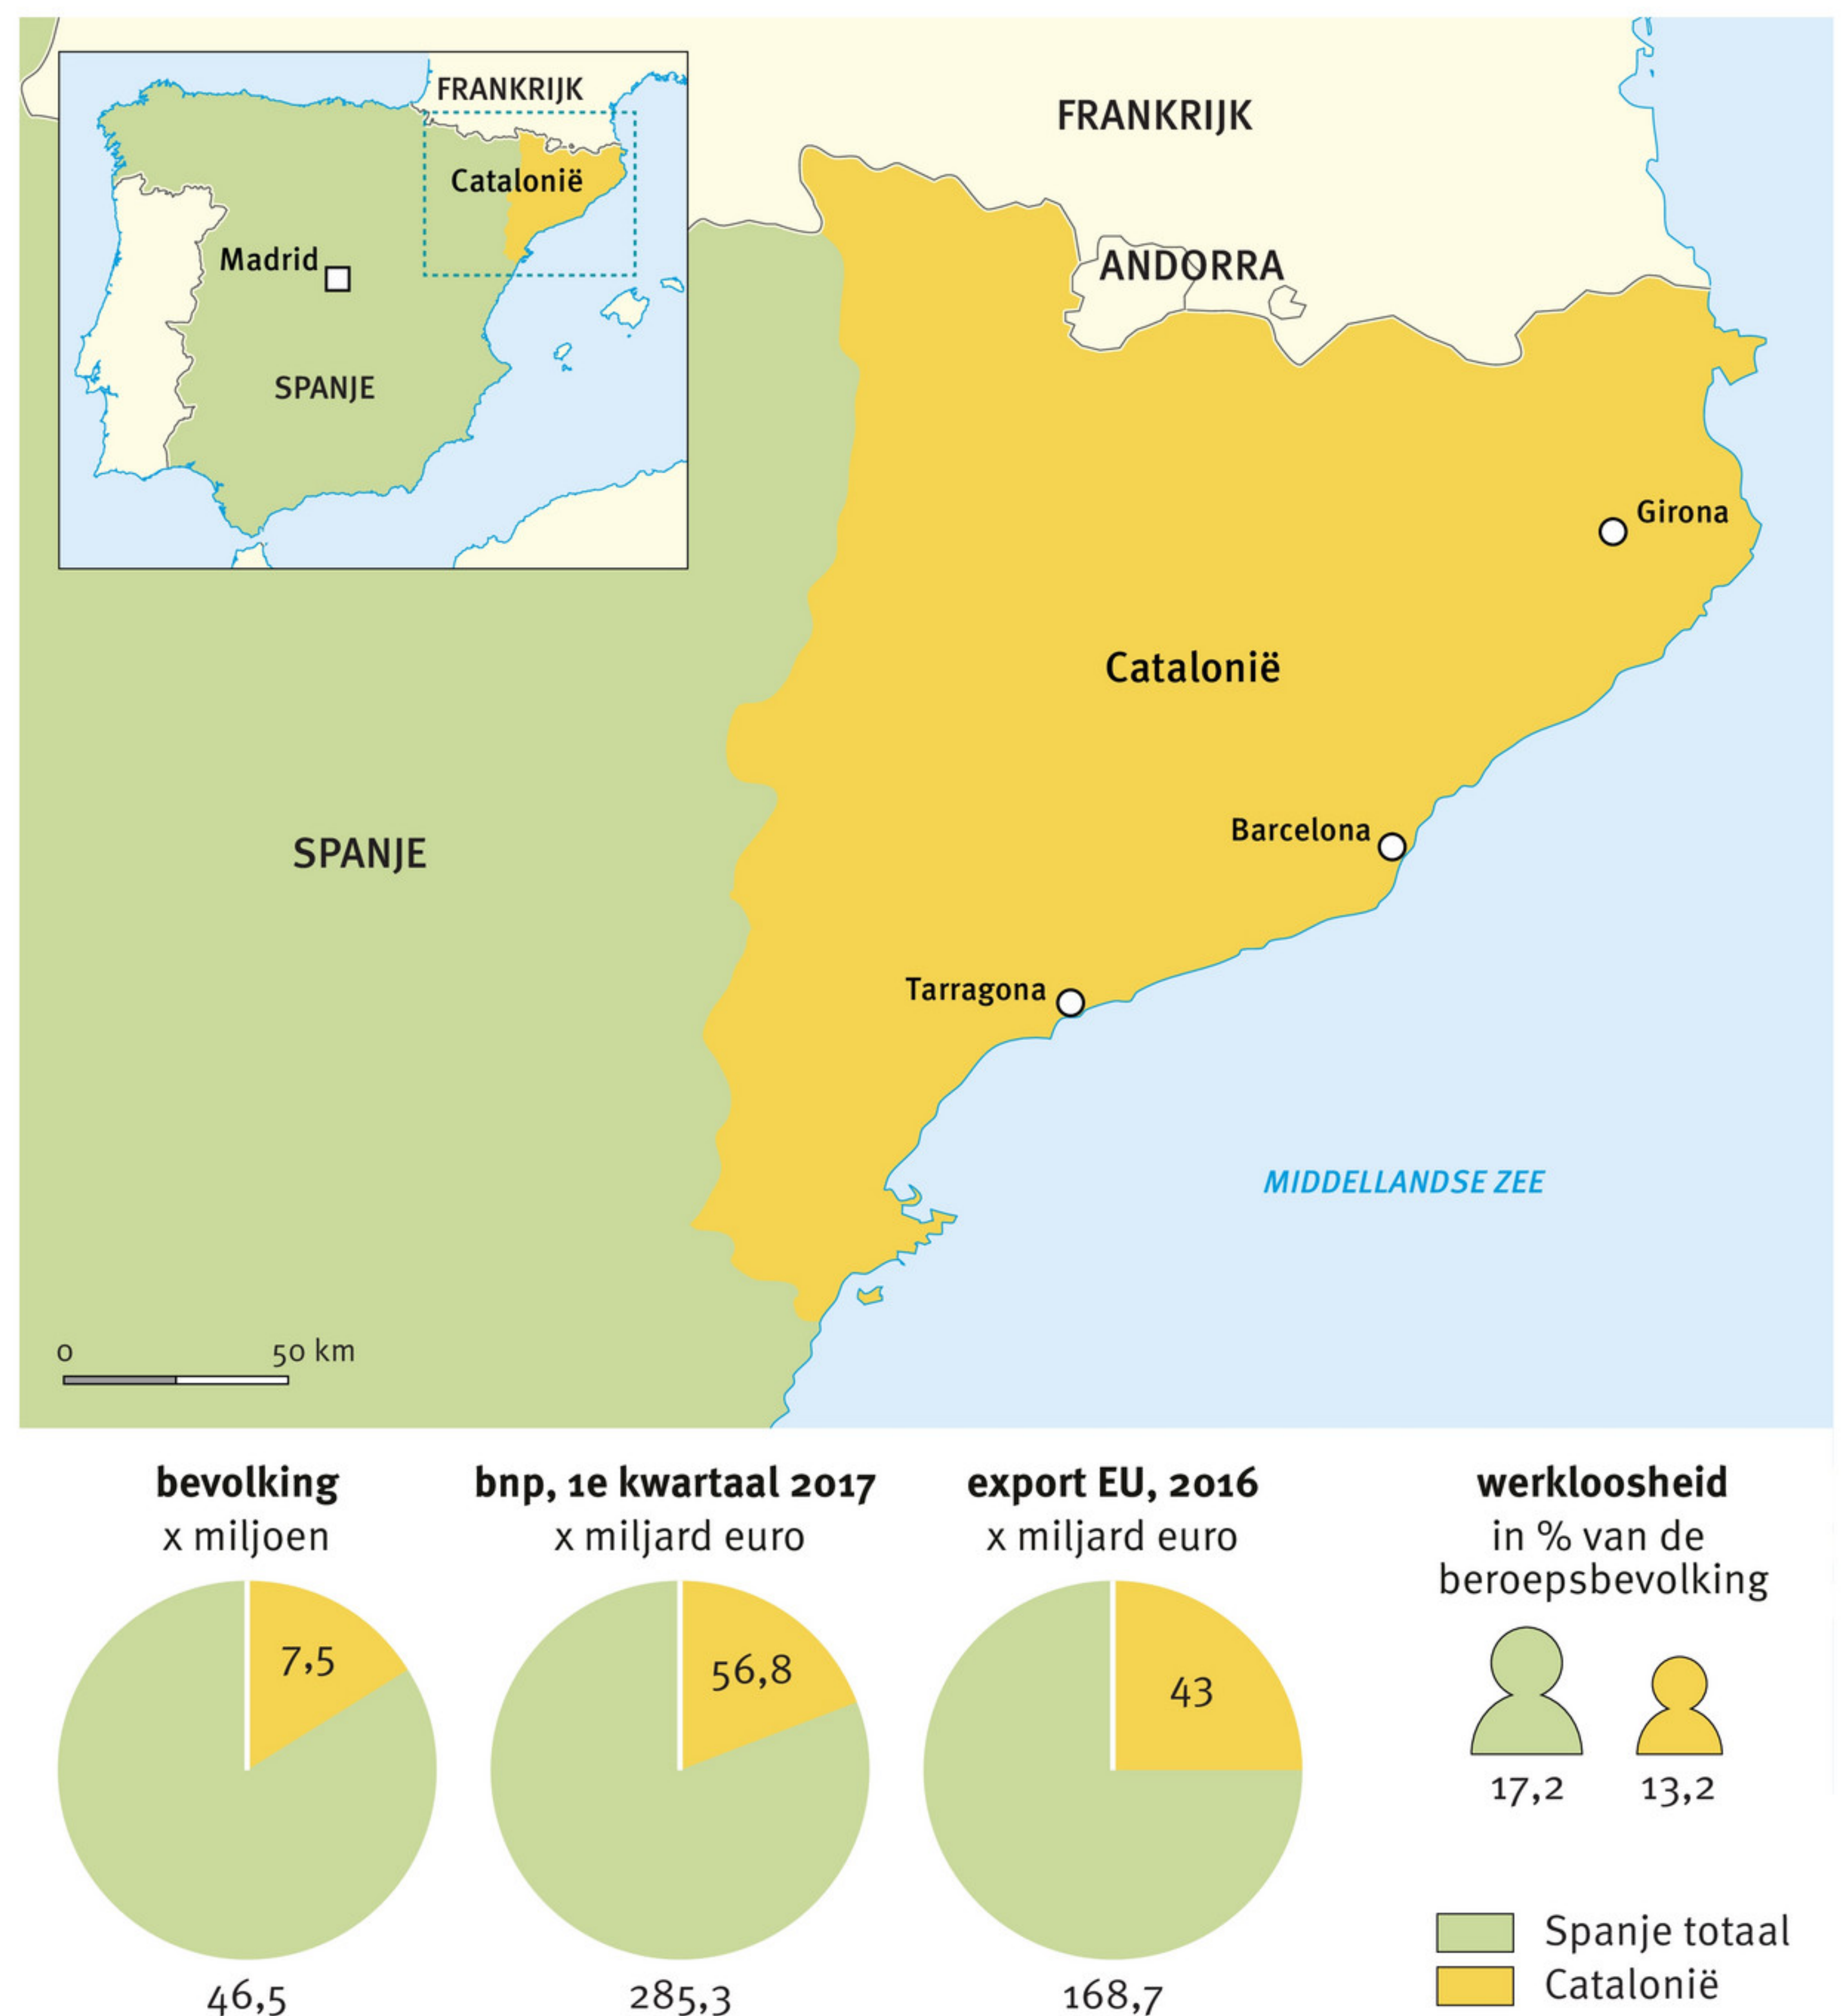 FRANKRIJK
Catalonië
Madrid
SPANJE
FRANKRIJK
ANDORRA
Girona
Catalonië
Barcelona
SPANJE
Tarragona
MIDDELLANDSE ZEE
0 50 km
bevolking
x miljoen
7,5
46,5
bnp, 1e kwartaal 2017
x miljard euro
56,8
285,3
export EU, 2016
x miljard euro
43
168,7
werkloosheid
in % van de
beroepsbevolking
17,2 13,2
Spanje totaal
Catalonië